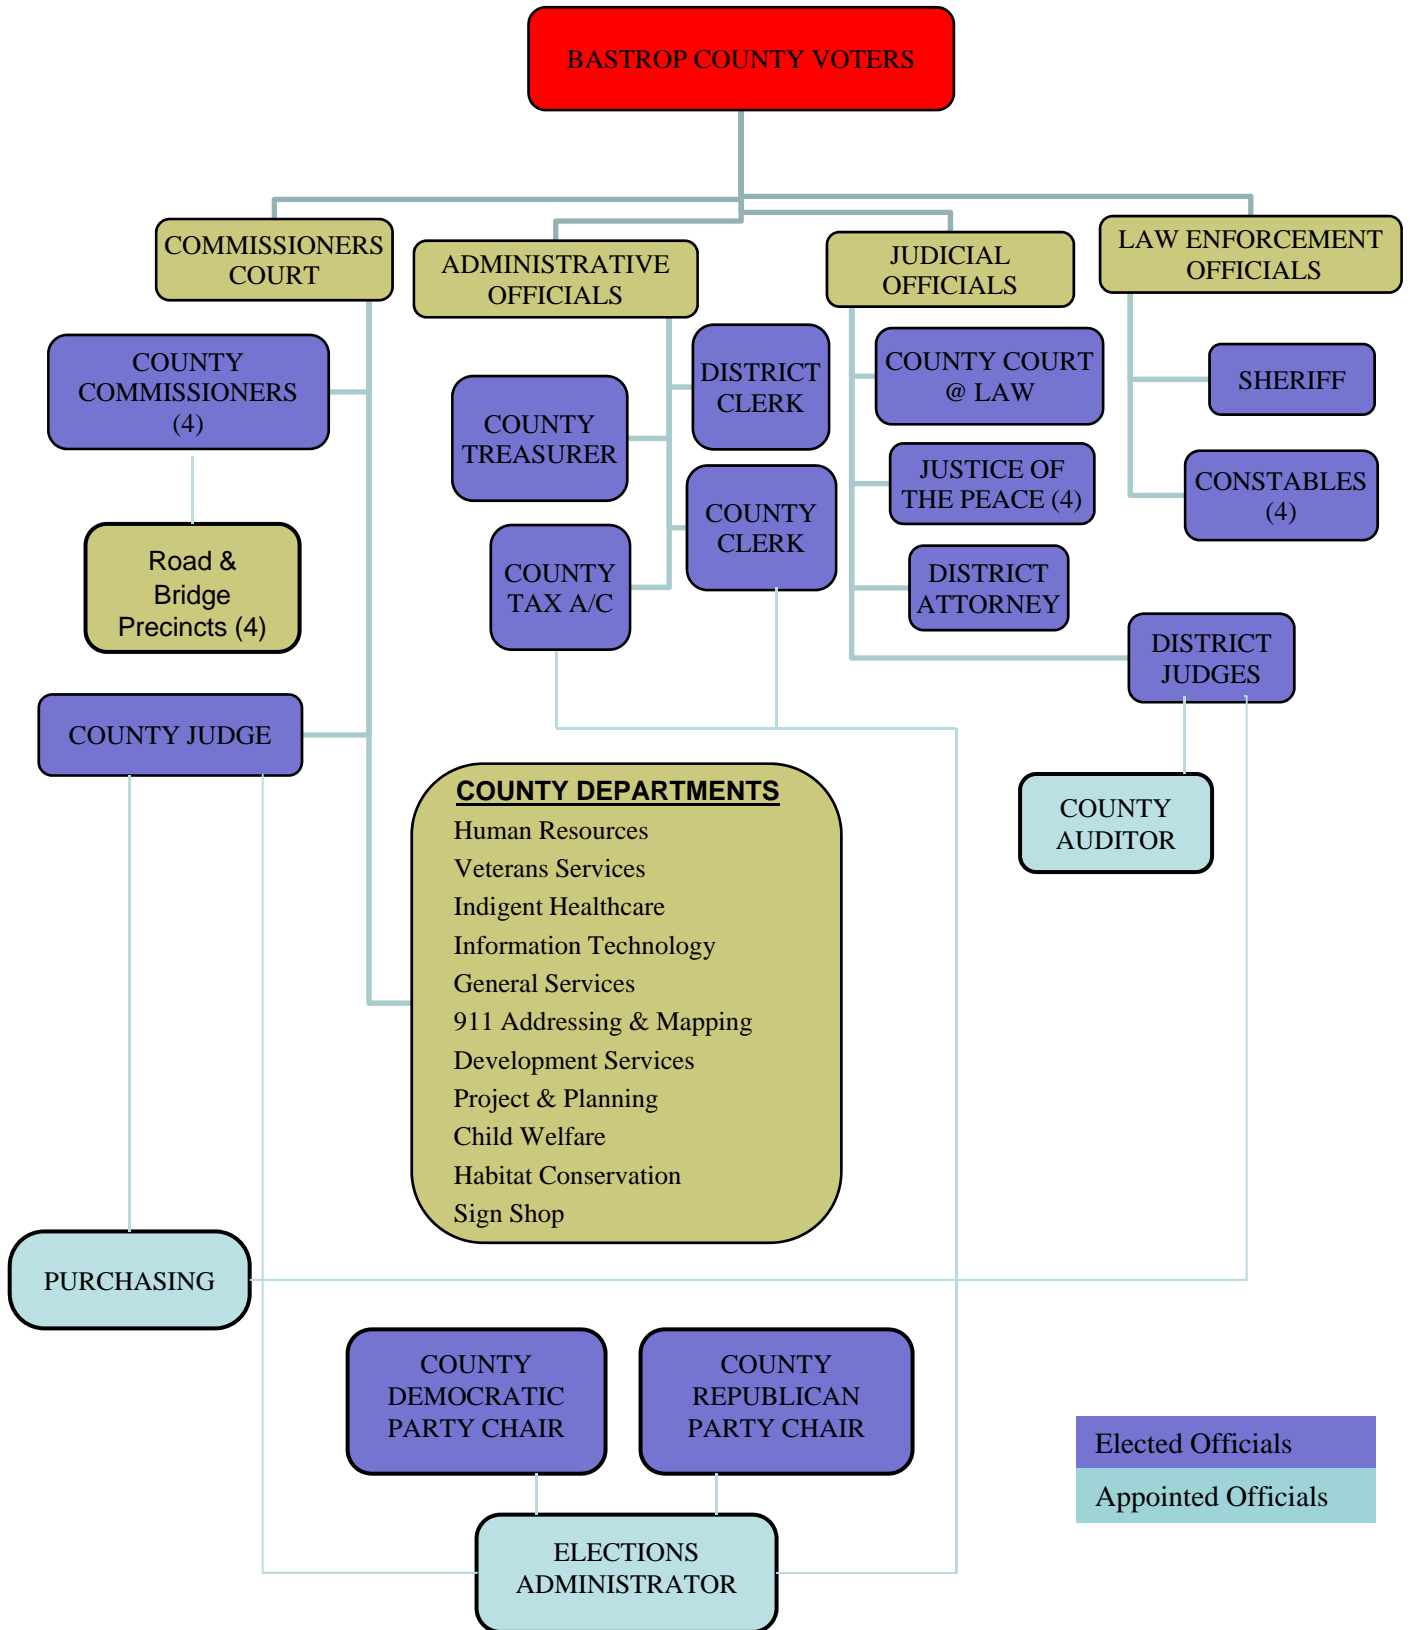 BASTROP COUNTY VOTERS
COMMISSIONERS
COURT
ADMINISTRATIVE
OFFICIALS
JUDICIAL
OFFICIALS
LAW ENFORCEMENT
OFFICIALS
COUNTY
COMMISSIONERS
(4)
Road &
Bridge
Precincts (4)
COUNTY JUDGE
DISTRICT
CLERK
COUNTY
TREASURER
COUNTY
CLERK
COUNTY
TAX A/C
COUNTY COURT
@ LAW
JUSTICE OF
THE PEACE (4)
DISTRICT
ATTORNEY
DISTRICT
JUDGES
SHERIFF
CONSTABLES
(4)
COUNTY DEPARTMENTS
Human Resources
Veterans Services
Indigent Healthcare
Information Technology
General Services
911 Addressing & Mapping
Development Services
Project & Planning
Child Welfare
Habitat Conservation
Sign Shop
COUNTY
AUDITOR
PURCHASING
COUNTY
DEMOCRATIC
PARTY CHAIR
COUNTY
REPUBLICAN
PARTY CHAIR
ELECTIONS
ADMINISTRATOR
Elected Officials
Appointed Officials